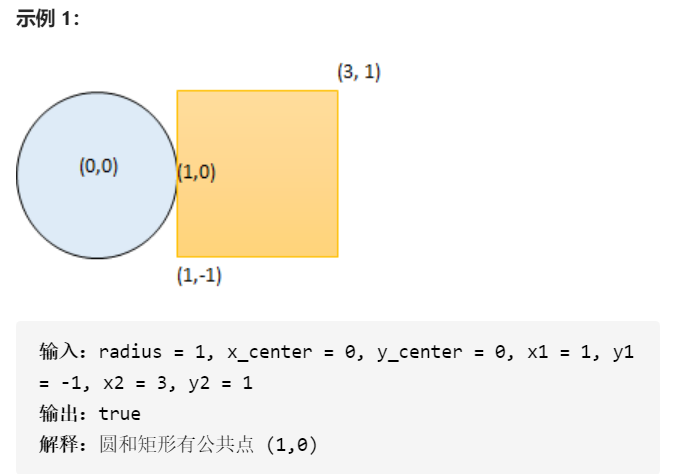 示例 1:
(3, 1)
(0,0)
(1,0)
(1,-1)
输入: radius = 1, x_center = 0, y_center = 0, x1 = 1, y1
= -1, x2 = 3, y2 = 1
输出: true
解释: 圆和矩形有公共点 (1,0)